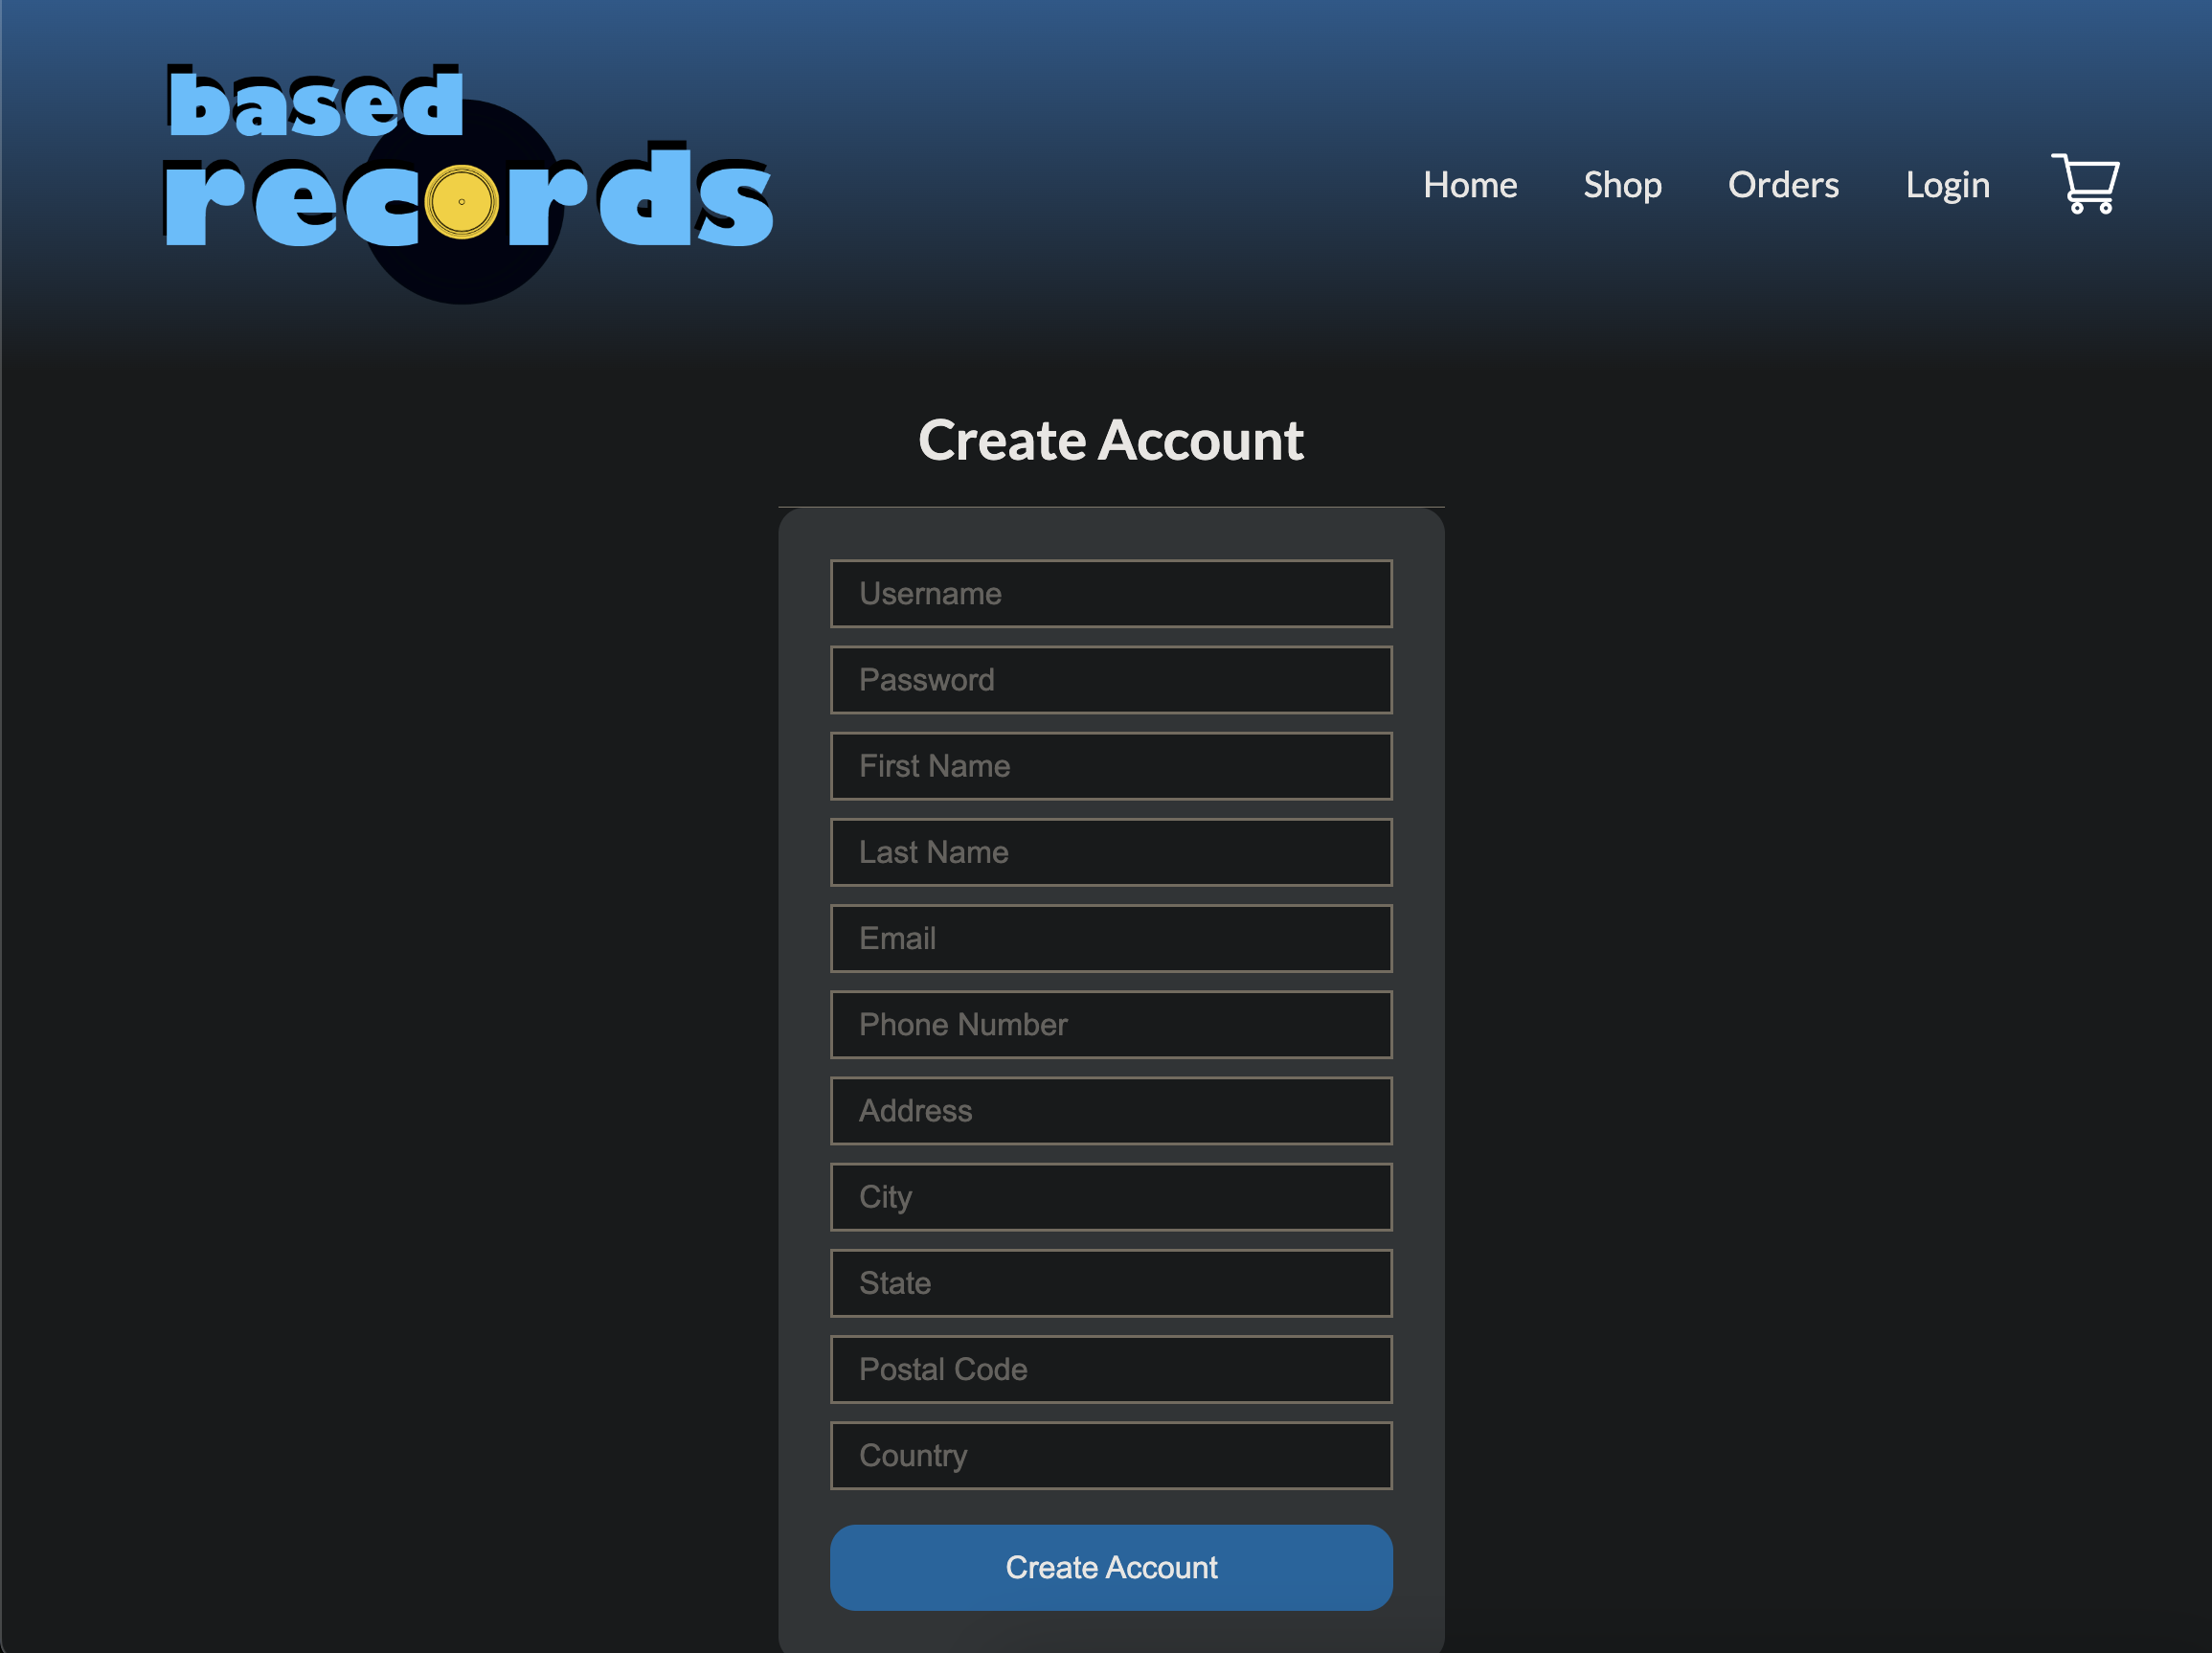 based
records
Home Shop Orders Login
Create Account
Username
Password
First Name
Last Name
Email
Phone Number
Address
City
State
Postal Code
Country
Create Account